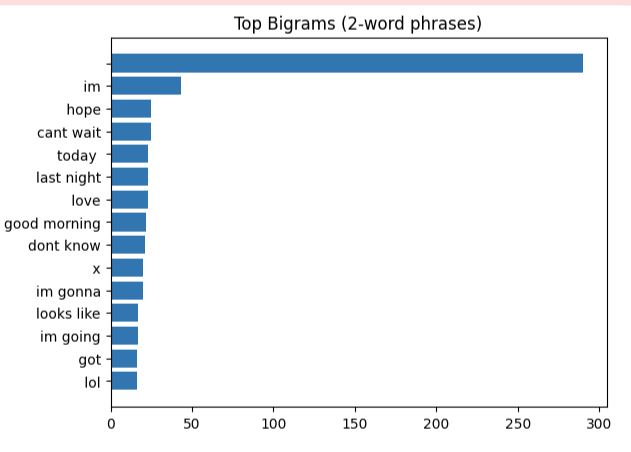 Top Bigrams (2-word phrases)
im
hope
cant wait
today
last night
love
good morning
dont know
x
im gonna
looks like
im going
got
lol
0 50 100 150 200 250 300